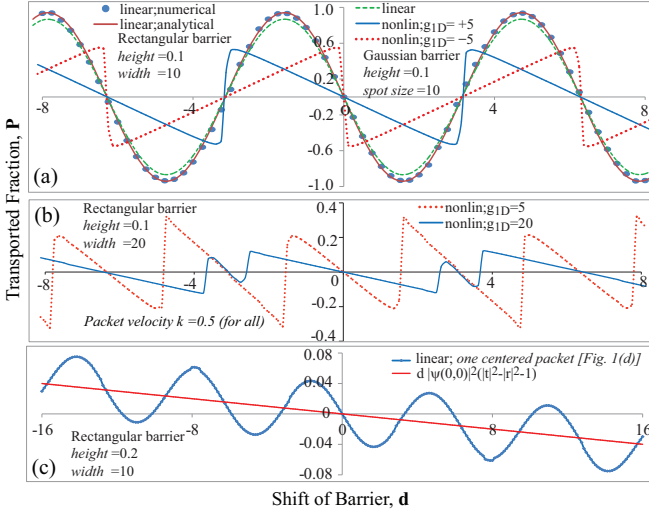 linear;numerical
linear;analytical
Rectangular barrier
height=0.1
width=10
linear
nonlin;g1D= +5
nonlin;g1D= −5
Gaussian barrier
height=0.1
spot size=10
1.0
0.6
0.2
-0.2
-0.6
-1.0
-8
-4
0
4
8
(a)
Transported Fraction, P
(b)
Rectangular barrier
height=0.1
width =20
nonlin;g1D=5
nonlin;g1D=20
0.4
0.2
0
-0.2
-0.4
-8
-4
4
8
Packet velocity k =0.5 (for all)
0.08
0.04
0
-0.04
-0.08
linear; one centered packet [Fig. 1(d)]
d |ψ(0,0)|²(|t|²-|r|²-1)
-16
-8
0
8
16
Rectangular barrier
height=0.2
width=10
(c)
Shift of Barrier, d